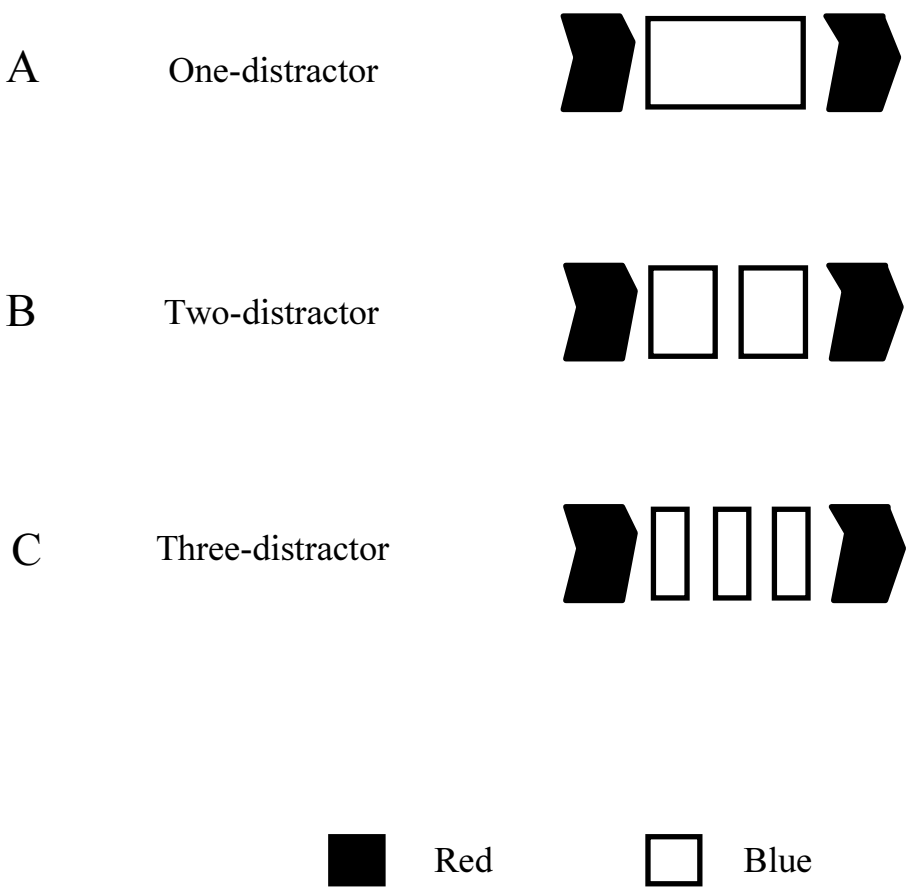 A One-distractor
B Two-distractor
C Three-distractor
Red Blue